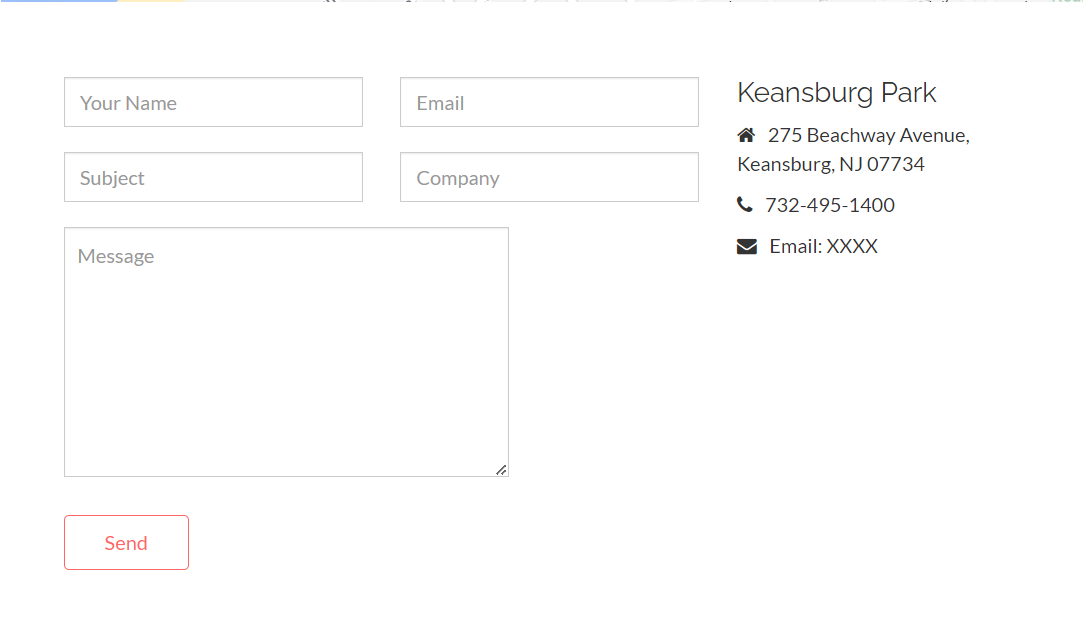 Your Name
Email
Subject
Company
Message
Send
Keansburg Park
275 Beachway Avenue,
Keansburg, NJ 07734
732-495-1400
Email: XXXX